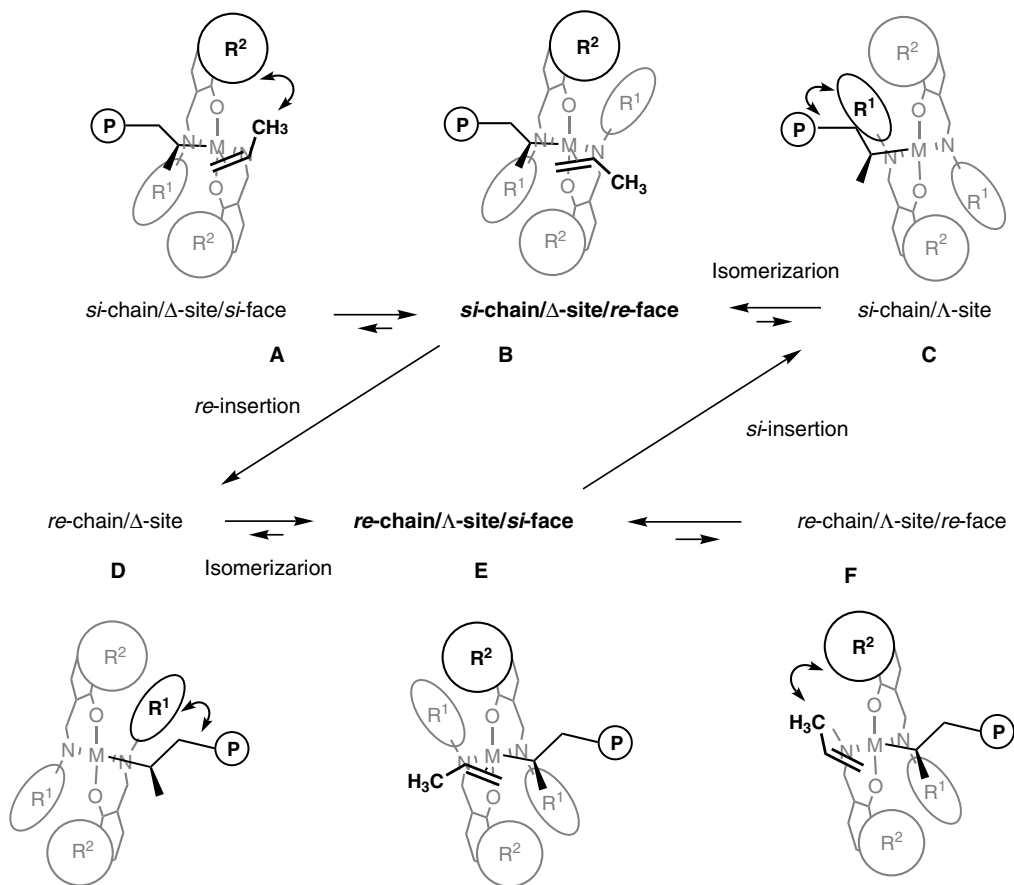 R² R² R²
P CH₃ N M N O O R¹ R²
P R¹ N M N O O CH₃ R²
P R¹ N M N O O R¹ R²
Isomerizarion
si-chain/Δ-site/si-face si-chain/Δ-site/re-face si-chain/Λ-site
A B C
re-insertion
si-insertion
re-chain/Δ-site re-chain/Λ-site/si-face re-chain/Λ-site/re-face
D Isomerizarion E F
R² R² R²
R¹ O N M N P R¹ O R²
R¹ O N M N P H₃C R¹ O R²
H₃C O N M N P R¹ O R²